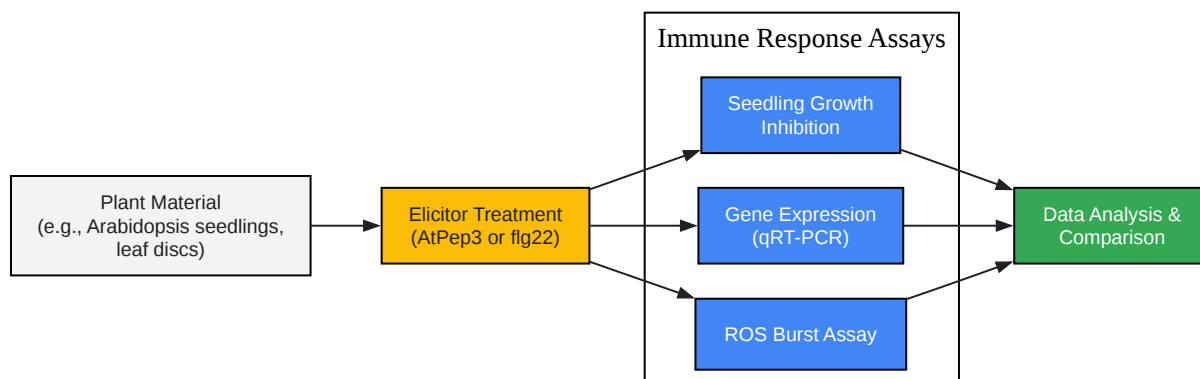 Immune Response Assays
Seedling Growth
Inhibition
Plant Material
(e.g., Arabidopsis seedlings,
leaf discs)
Elicitor Treatment
(AtPep3 or flg22)
Gene Expression
(qRT-PCR)
Data Analysis &
Comparison
ROS Burst Assay